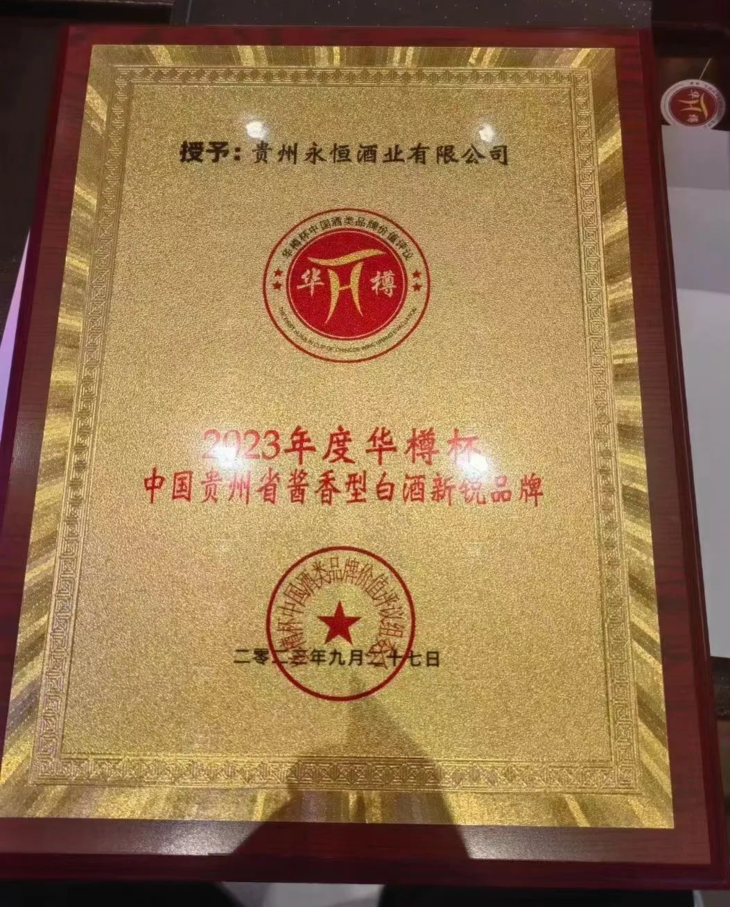 授予：贵州永恒酒业有限公司
华樽杯中国酒类品牌价值评议
华 樽
2023年度华樽杯
中国贵州省酱香型白酒新锐品牌
华樽杯中国酒类品牌价值评议组委会
二零二三年九月二十七日
华 樽